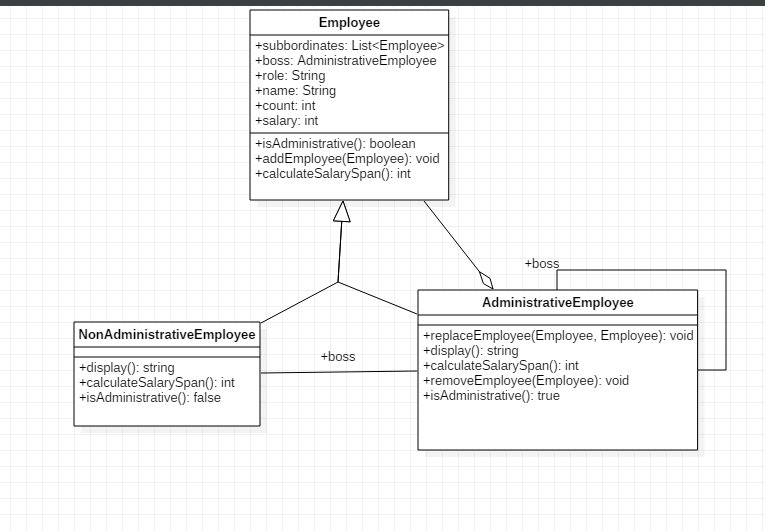 Employee
+subbordinates: List<Employee>
+boss: AdministrativeEmployee
+role: String
+name: String
+count: int
+salary: int
+isAdministrative(): boolean
+addEmployee(Employee): void
+calculateSalarySpan(): int
+boss
AdministrativeEmployee
+replaceEmployee(Employee, Employee): void
+display(): string
+calculateSalarySpan(): int
+removeEmployee(Employee): void
+isAdministrative(): true
NonAdministrativeEmployee
+display(): string
+calculateSalarySpan(): int
+isAdministrative(): false
+boss